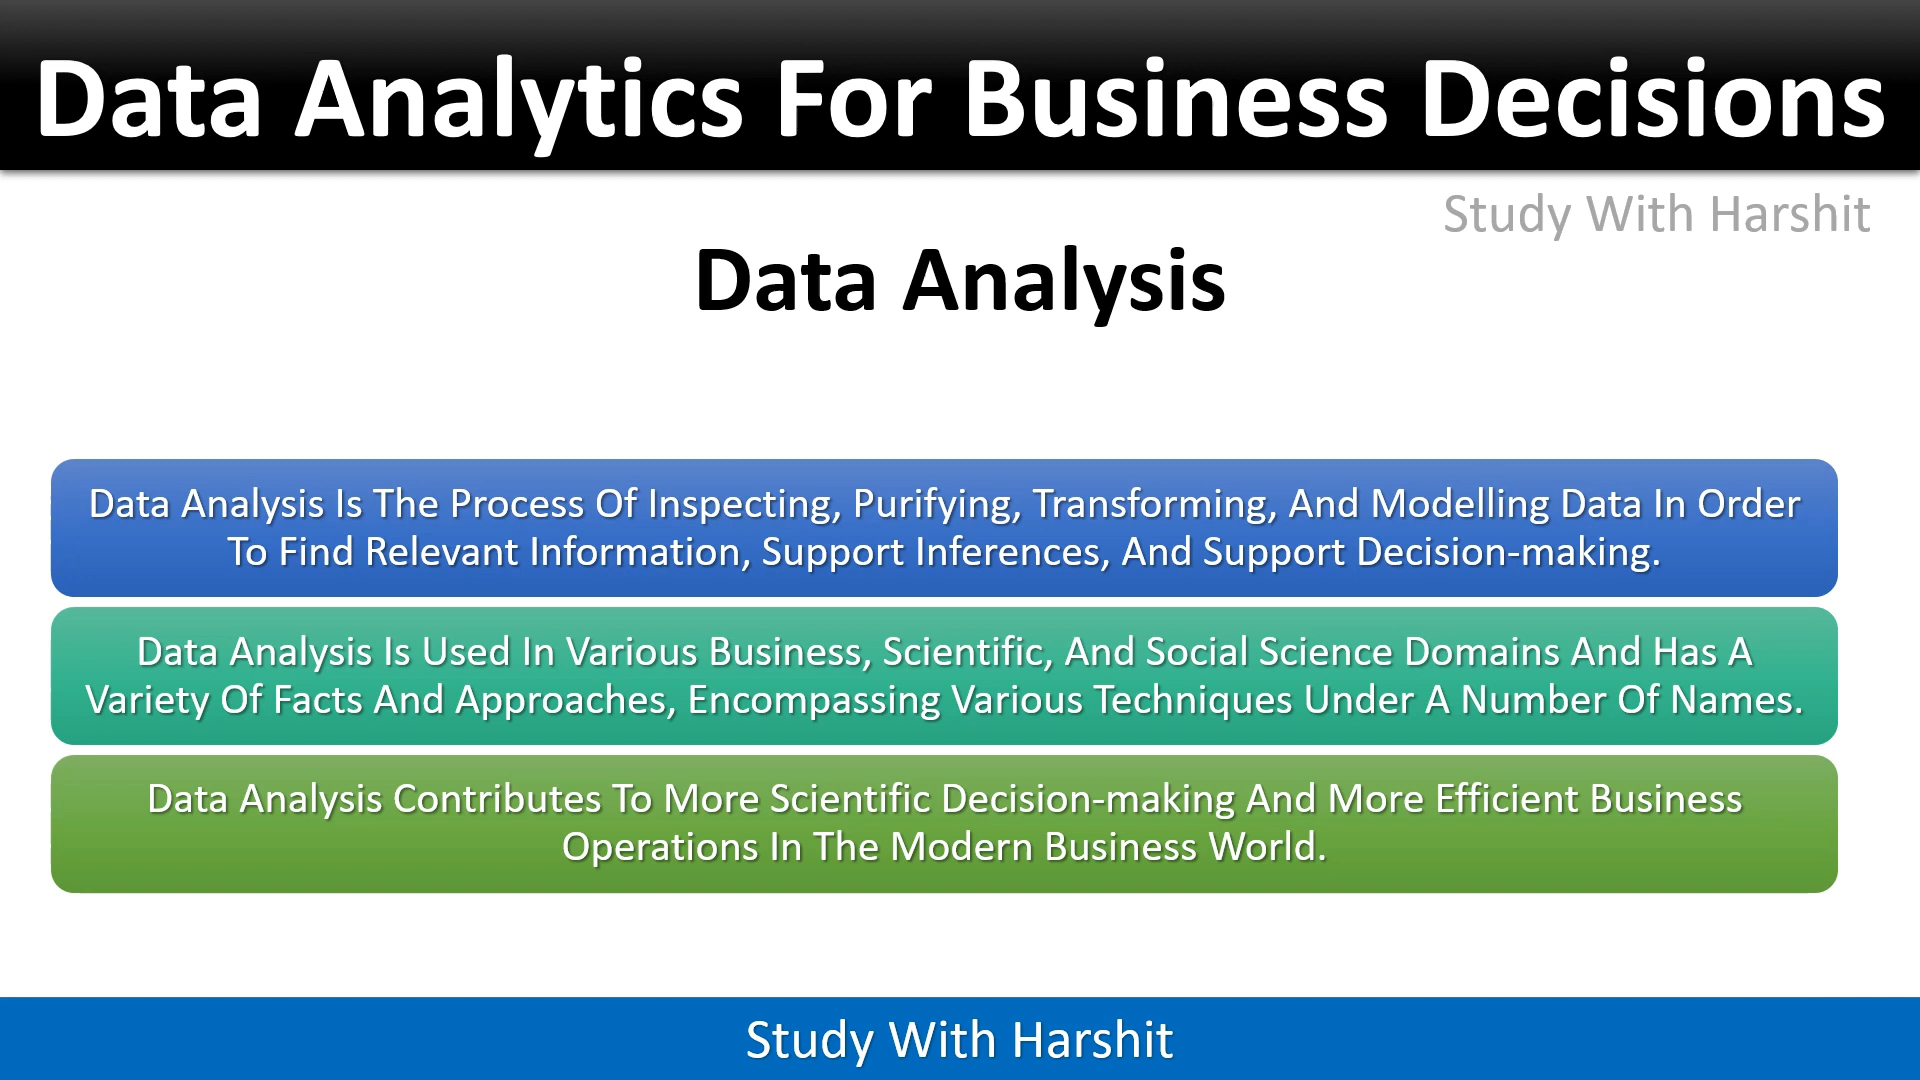 Data Analytics For Business Decisions
Study With Harshit
Data Analysis
Data Analysis Is The Process Of Inspecting, Purifying, Transforming, And Modelling Data In Order
To Find Relevant Information, Support Inferences, And Support Decision-making.
Data Analysis Is Used In Various Business, Scientific, And Social Science Domains And Has A
Variety Of Facts And Approaches, Encompassing Various Techniques Under A Number Of Names.
Data Analysis Contributes To More Scientific Decision-making And More Efficient Business
Operations In The Modern Business World.
Study With Harshit